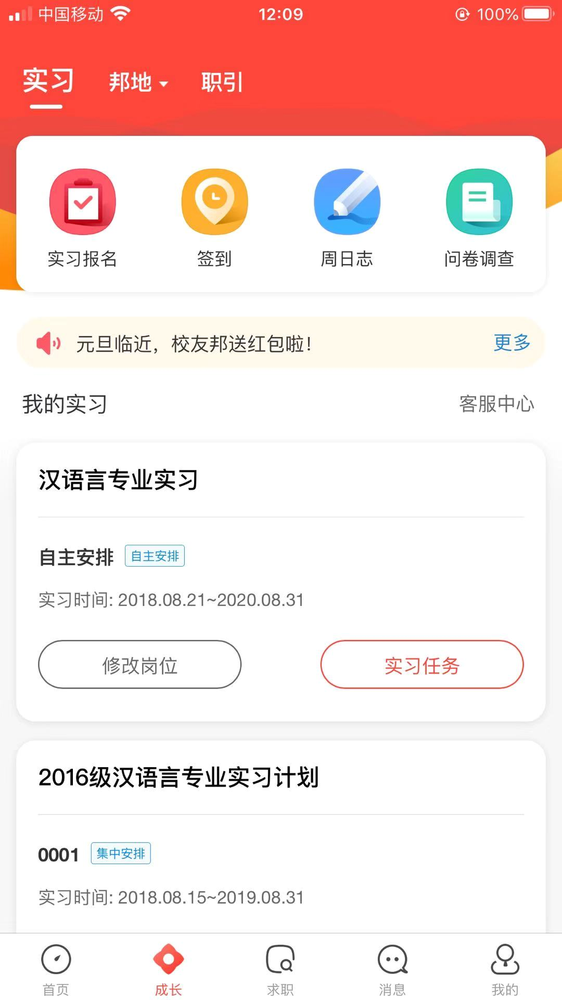 中国移动 12:09 100%
实习 邦地 职引
实习报名 签到 周日志 问卷调查
元旦临近，校友邦送红包啦！ 更多
我的实习 客服中心
汉语言专业实习
自主安排 自主安排
实习时间: 2018.08.21~2020.08.31
修改岗位 实习任务
2016级汉语言专业实习计划
0001 集中安排
实习时间: 2018.08.15~2019.08.31
首页 成长 求职 消息 我的